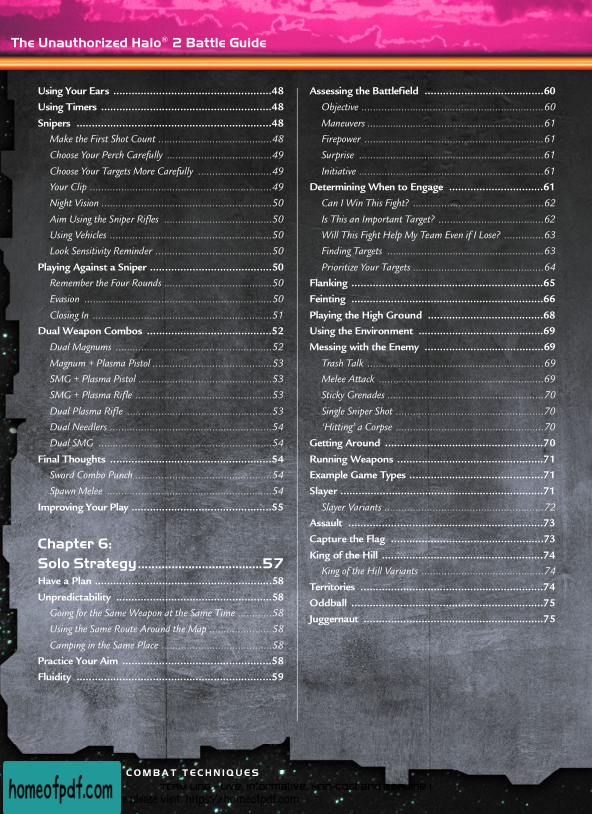 The Unauthorized Halo® 2 Battle Guide
Using Your Ears ....................................................48
Using Timers ........................................................48
Snipers ................................................................48
Make the First Shot Count ......................................48
Choose Your Perch Carefully ....................................49
Choose Your Targets More Carefully ........................49
Your Clip ............................................................49
Night Vision ........................................................50
Aim Using the Sniper Rifles ....................................50
Using Vehicles ......................................................50
Look Sensitivity Reminder ......................................50
Playing Against a Sniper ........................................50
Remember the Four Rounds ....................................50
Evasion ..............................................................50
Closing In ............................................................51
Dual Weapon Combos .........................................52
Dual Magnums ....................................................52
Magnum + Plasma Pistol ........................................53
SMG + Plasma Pistol ............................................53
SMG + Plasma Rifle ..............................................53
Dual Plasma Rifle ................................................53
Dual Needlers ......................................................54
Dual SMG ..........................................................54
Final Thoughts ......................................................54
Sword Combo Punch..............................................54
Spawn Melee ......................................................54
Improving Your Play ..............................................55
Chapter 6:
Solo Strategy..................................57
Have a Plan ..........................................................58
Unpredictability ....................................................58
Going for the Same Weapon at the Same Time ..........58
Using the Same Route Around the Map ....................58
Camping in the Same Place ....................................58
Practice Your Aim ..................................................58
Fluidity ................................................................59
Assessing the Battlefield ........................................60
Objective ............................................................60
Maneuvers ..........................................................61
Firepower ............................................................61
Surprise ..............................................................61
Initiative ..............................................................61
Determining When to Engage ...............................61
Can I Win This Fight? ............................................62
Is This an Important Target? ....................................62
Will This Fight Help My Team Even if I Lose? ............63
Finding Targets ....................................................63
Prioritize Your Targets ............................................64
Flanking ................................................................65
Feinting ................................................................66
Playing the High Ground ......................................68
Using the Environment ..........................................69
Messing with the Enemy ........................................69
Trash Talk ............................................................69
Melee Attack ........................................................69
Sticky Grenades ....................................................70
Single Sniper Shot ................................................70
‘Hitting’ a Corpse ..................................................70
Getting Around ....................................................70
Running Weapons ................................................71
Example Game Types ............................................71
Slayer ....................................................................71
Slayer Variants ......................................................72
Assault ..................................................................73
Capture the Flag ....................................................73
King of the Hill ......................................................74
King of the Hill Variants ..........................................74
Territories ..............................................................74
Oddball ................................................................75
Juggernaut ............................................................75
COMBAT TECHNIQUES
homeofpdf.com
Live, informative, Non-cost and Genuine !
please visit: https://homeofpdf.com